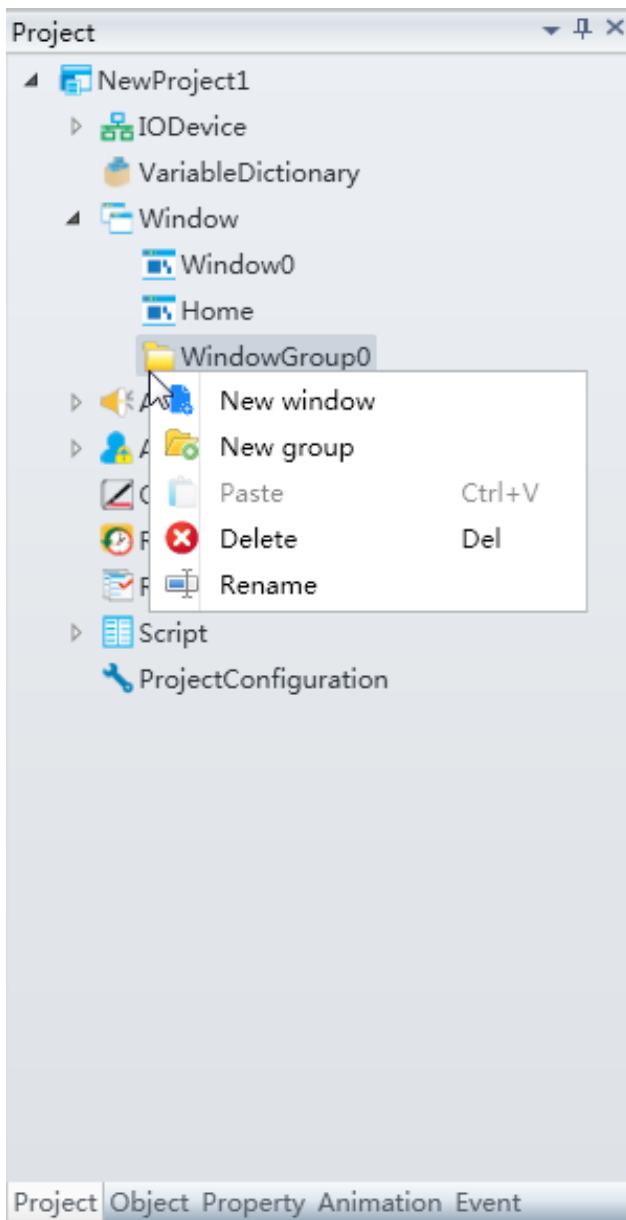 Project
NewProject1
IODevice
VariableDictionary
Window
Window0
Home
WindowGroup0
New window
New group
Paste Ctrl+V
Delete Del
Rename
Script
ProjectConfiguration
Project Object Property Animation Event